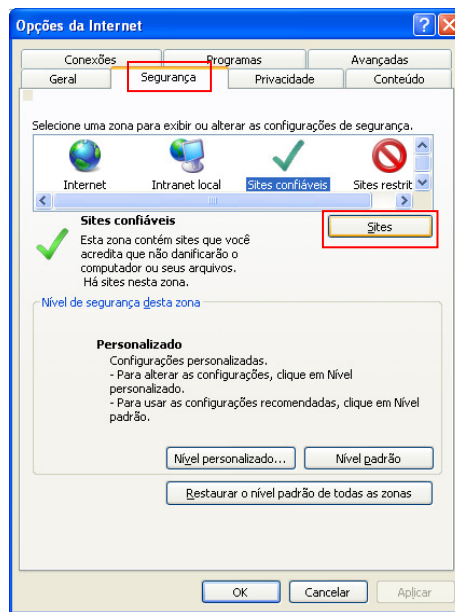 Opções da Internet
Conexões Programas Avançadas
Geral Segurança Privacidade Conteúdo
Selecione uma zona para exibir ou alterar as configurações de segurança.
Internet Intranet local Sites confiáveis Sites restrit
Sites confiáveis
Sites
Esta zona contém sites que você
acredita que não danificarão o
computador ou seus arquivos.
Há sites nesta zona.
Nível de segurança desta zona
Personalizado
Configurações personalizadas.
- Para alterar as configurações, clique em Nível
personalizado.
- Para usar as configurações recomendadas, clique em Nível
padrão.
Nível personalizado... Nível padrão
Restaurar o nível padrão de todas as zonas
OK Cancelar Aplicar